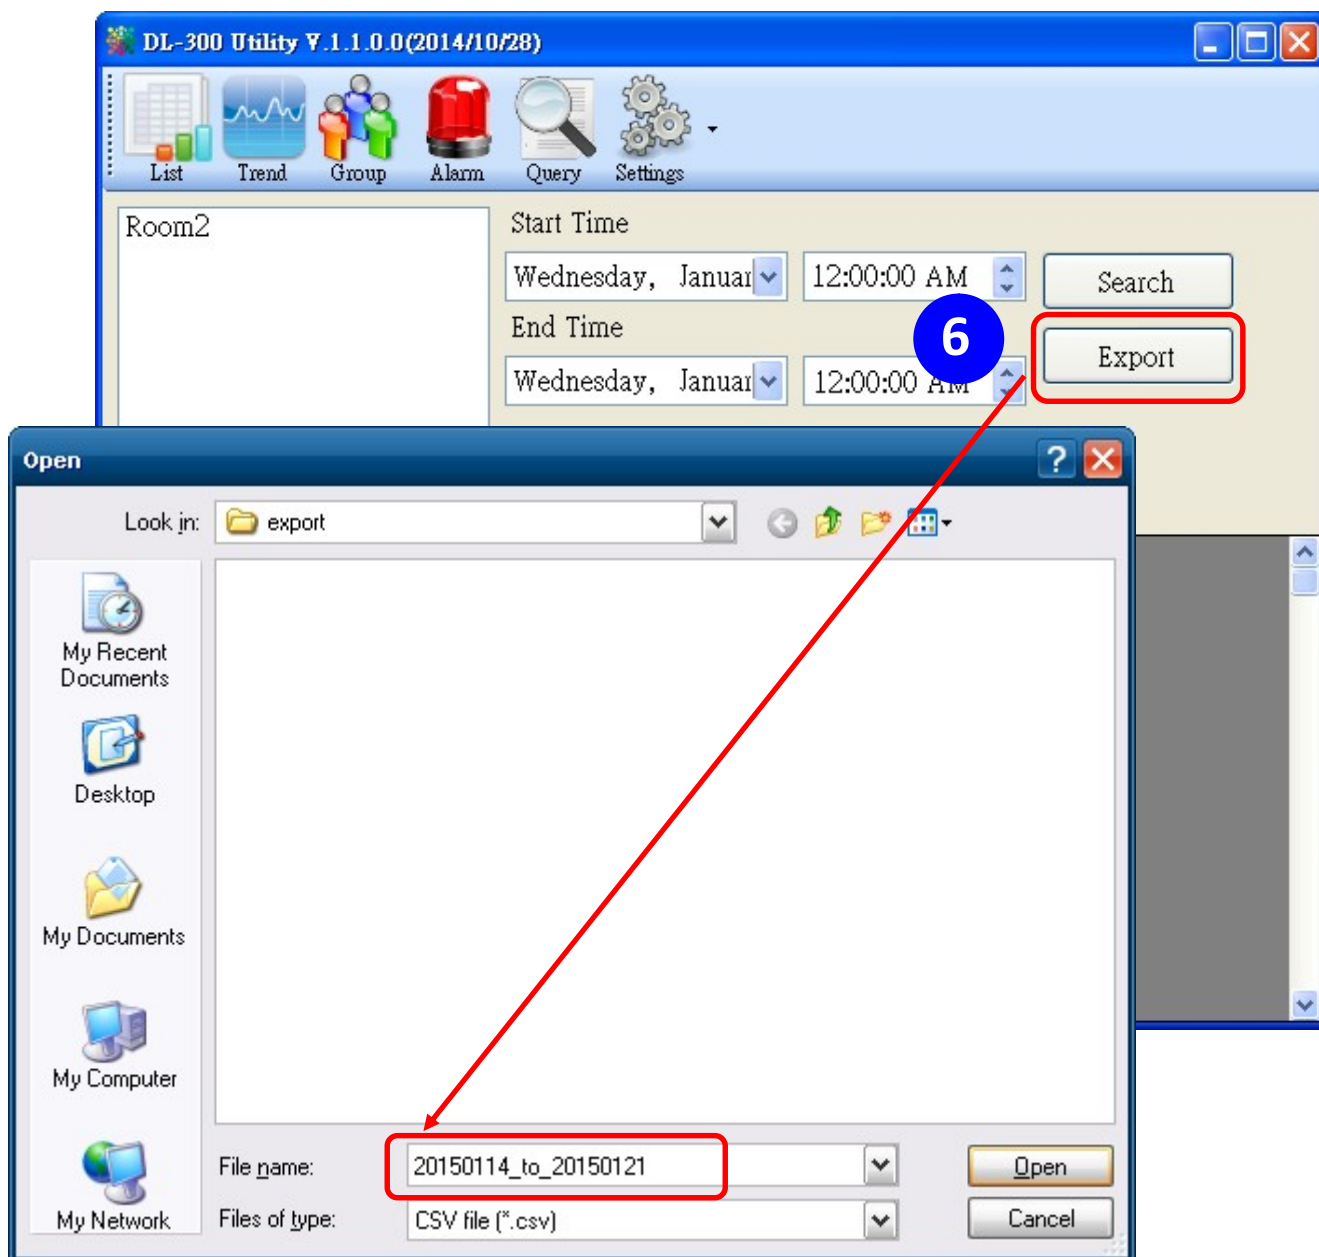 DL-300 Utility V.1.1.0.0(2014/10/28)
List Trend Group Alarm Query Settings
Room2
Start Time
Wednesday, Januar 12:00:00 AM Search
End Time
6
Export
Wednesday, Januar 12:00:00 AM
Open
Look in: export
My Recent
Documents
Desktop
My Documents
My Computer
My Network
File name: 20150114_to_20150121 Open
Files of type: CSV file (*.csv) Cancel